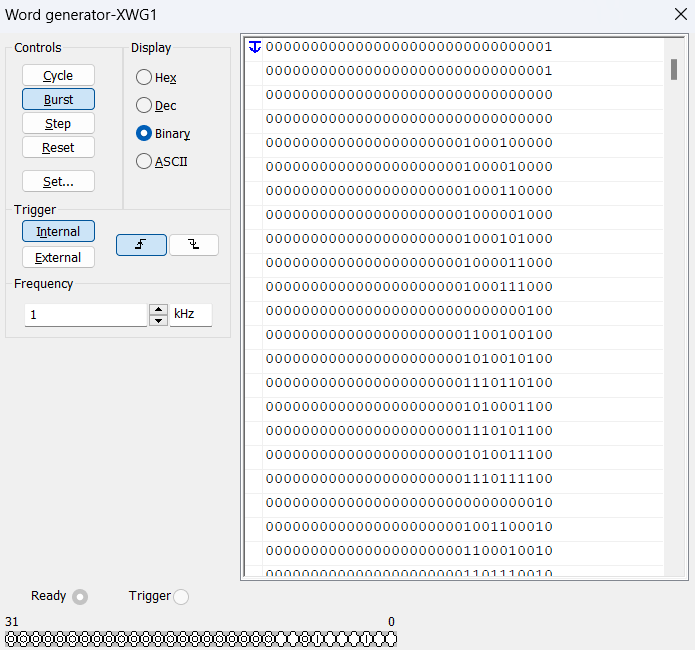 Word generator-XWG1
Controls
Cycle
Burst
Step
Reset
Set...
Display
Hex
Dec
Binary
ASCII
Trigger
Internal
External
Frequency
1
kHz
00000000000000000000000000000001
00000000000000000000000000000001
00000000000000000000000000000000
00000000000000000000000000000000
00000000000000000000001000100000
00000000000000000000001000010000
00000000000000000000001000110000
00000000000000000000001000001000
00000000000000000000001000101000
00000000000000000000001000011000
00000000000000000000001000111000
00000000000000000000000000000100
00000000000000000000001100100100
00000000000000000000001010010100
00000000000000000000001110110100
00000000000000000000001010001100
00000000000000000000001110101100
00000000000000000000001010011100
00000000000000000000001110111100
00000000000000000000000000000010
00000000000000000000001001100010
00000000000000000000001100010010
00000000000000000000001101110010
Ready
Trigger
31
0